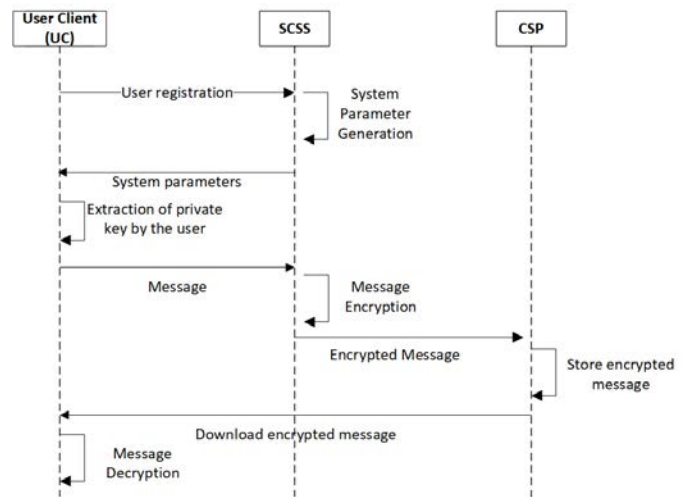 User Client
(UC)
SCSS
CSP
User registration
System
Parameter
Generation
System parameters
Extraction of private
key by the user
Message
Message
Encryption
Encrypted Message
Store encrypted
message
Download encrypted message
Message
Decryption